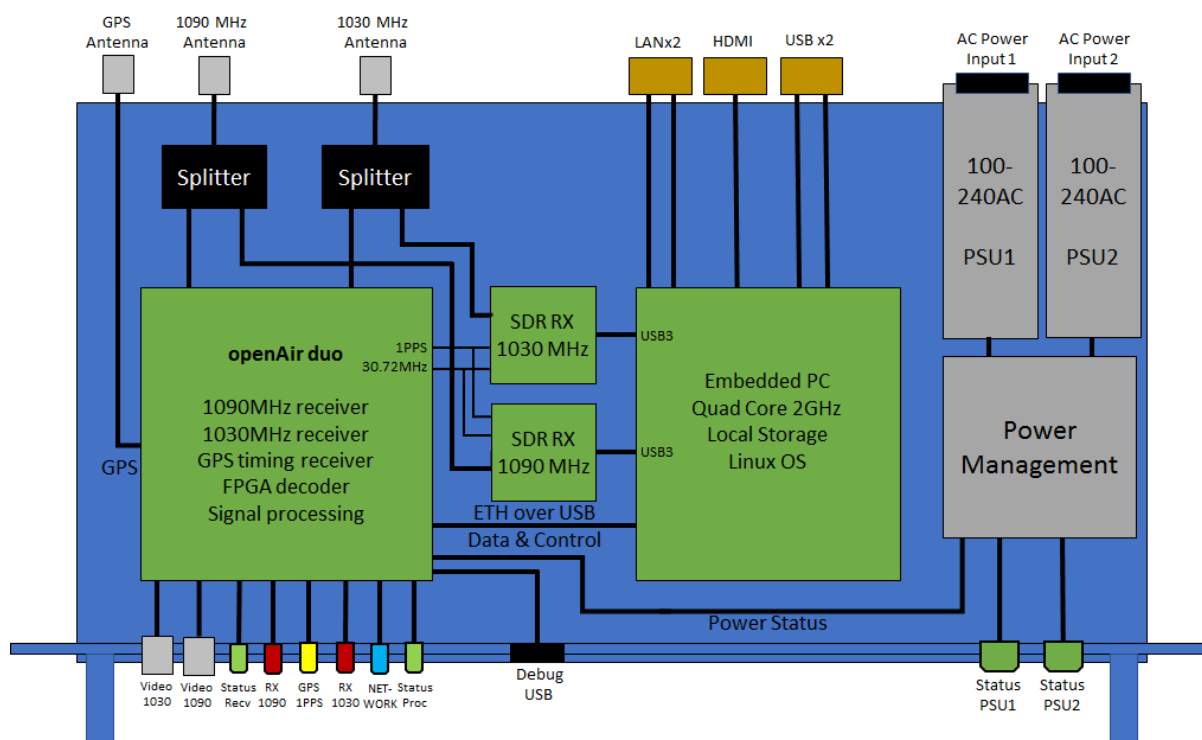 GPS
Antenna
1090 MHz
Antenna
1030 MHz
Antenna
LANx2
HDMI
USB x2
AC Power
Input 1
AC Power
Input 2
Splitter
Splitter
100-
240AC
PSU1
100-
240AC
PSU2
openAir duo
1090MHz receiver
1030MHz receiver
GPS timing receiver
FPGA decoder
Signal processing
1PPS
30.72MHz
GPS
SDR RX
1030 MHz
SDR RX
1090 MHz
USB3
USB3
Embedded PC
Quad Core 2GHz
Local Storage
Linux OS
Power
Management
ETH over USB
Data & Control
Power Status
Video
1030
Video
1090
Status
Recv
RX
1090
GPS
1PPS
RX
1030
NET-
WORK
Status
Proc
Debug
USB
Status
PSU1
Status
PSU2